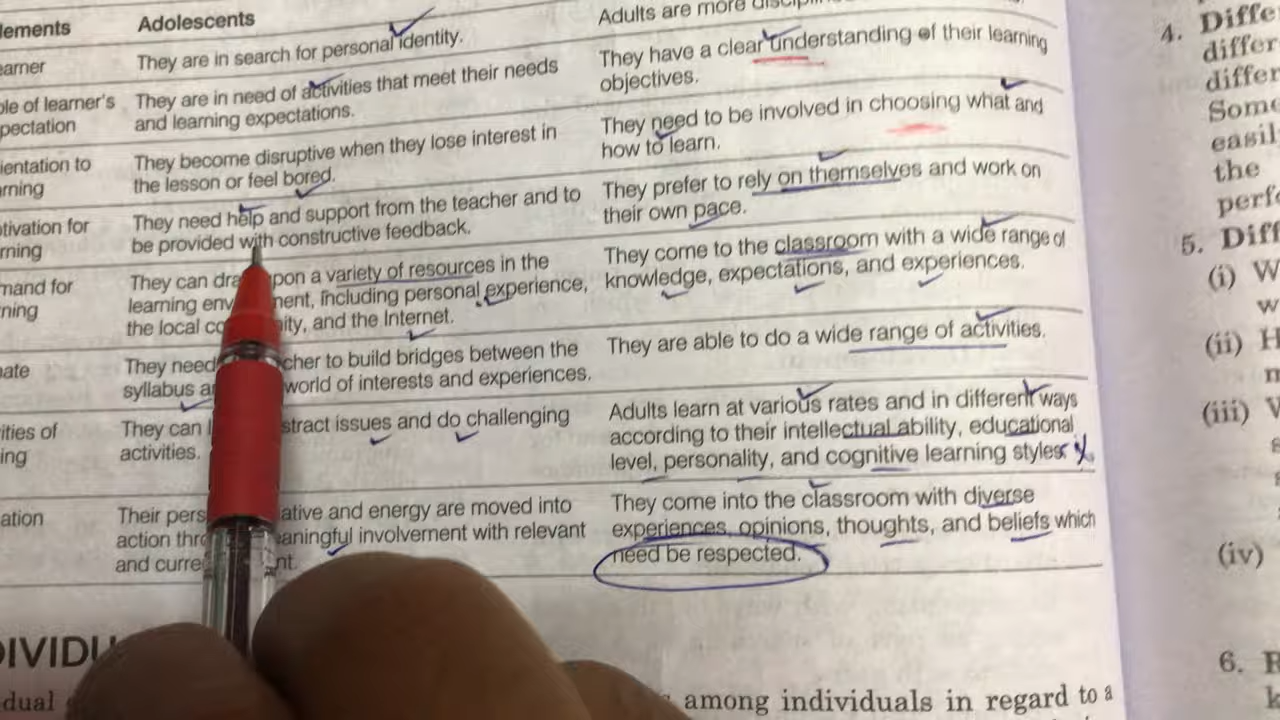 lements Adolescents Adults are more
earner They are in search for personal identity. They have a clear understanding of their learning
objectives.
ole of learner's They are in need of activities that meet their needs
pectation and learning expectations. They need to be involved in choosing what and
how to learn.
ientation to They become disruptive when they lose interest in
rning the lesson or feel bored. They prefer to rely on themselves and work on
their own pace.
tivation for They need help and support from the teacher and to
rning be provided with constructive feedback. They come to the classroom with a wide range of
knowledge, expectations, and experiences.
mand for They can dra pon a variety of resources in the
ning learning env nent, including personal experience,
the local co ity, and the Internet. They are able to do a wide range of activities.
ate They need cher to build bridges between the
syllabus a world of interests and experiences.
ities of They can l stract issues and do challenging Adults learn at various rates and in different ways
ing activities. according to their intellectual ability, educational
level, personality, and cognitive learning styles
ation Their pers ative and energy are moved into They come into the classroom with diverse
action thr eaningful involvement with relevant experiences, opinions, thoughts, and beliefs which
and curre nt. need be respected.
IVIDU
dual among individuals in regard to a
4. Diffe
differ
differ
Some
easil
the
perfo
5. Diff
(i) W
w
(ii) H
m
(iii) W
s
(iv)
6.